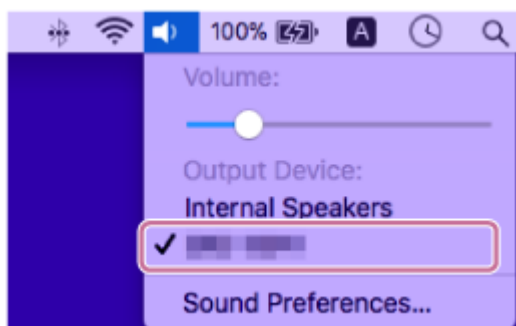 100% A
Volume:
Output Device:
Internal Speakers
Sound Preferences...